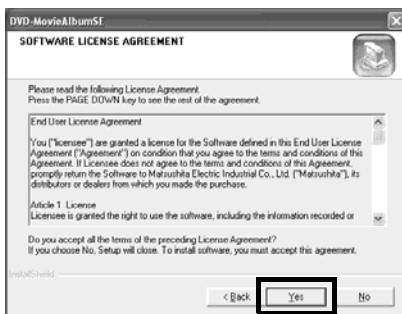 DVD-MovieAlbumSE
SOFTWARE LICENSE AGREEMENT
Please read the following License Agreement.
Press the PAGE DOWN key to see the rest of the agreement.
End User License Agreement
You ("licensee") are granted a license for the Software defined in this End User License
Agreement ("Agreement") on condition that you agree to the terms and conditions of this
Agreement. If Licensee does not agree to the terms and conditions of this Agreement,
promptly return the Software to Matsushita Electric Industrial Co., Ltd. ("Matsushita"), its
distributors or dealers from which you made the purchase.
Article 1 License
Licensee is granted the right to use the software, including the information recorded or
Do you accept all the terms of the preceding License Agreement?
If you choose No, Setup will close. To install software, you must accept this agreement.
InstallShield
< Back Yes No